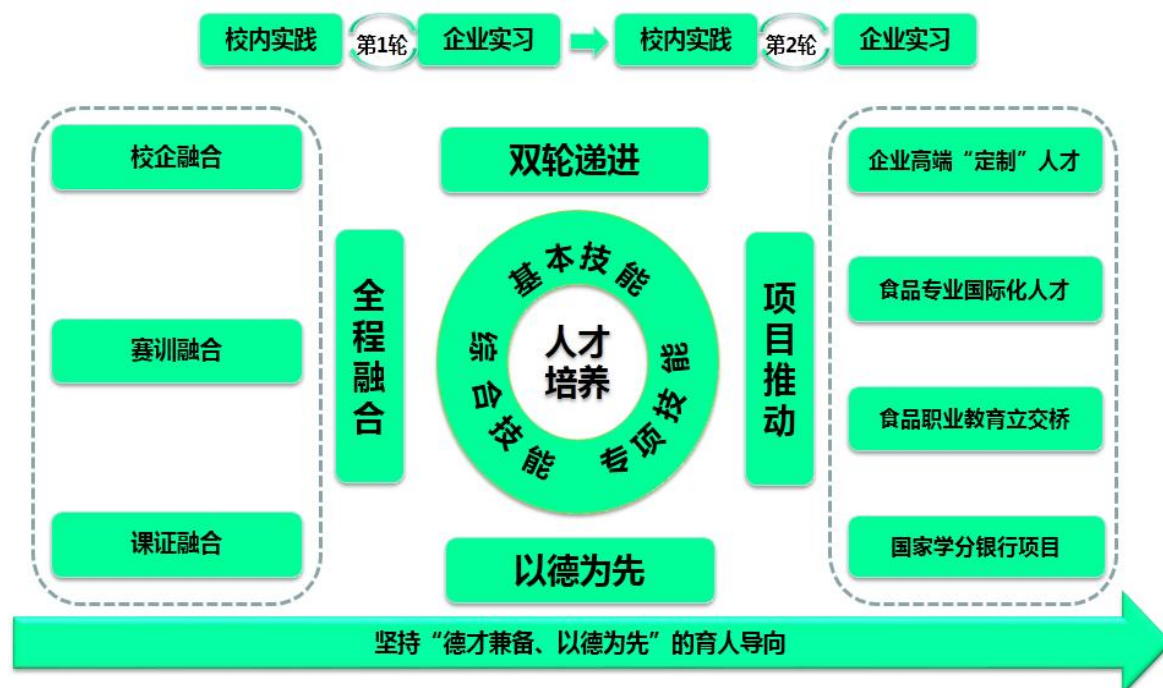 校内实践 第1轮 企业实习 校内实践 第2轮 企业实习
校企融合
赛训融合
课证融合
全程融合
双轮递进
基本技能
专项技能
综合技能
人才
培养
以德为先
项目推动
企业高端“定制”人才
食品专业国际化人才
食品职业教育立交桥
国家学分银行项目
坚持“德才兼备、以德为先”的育人导向